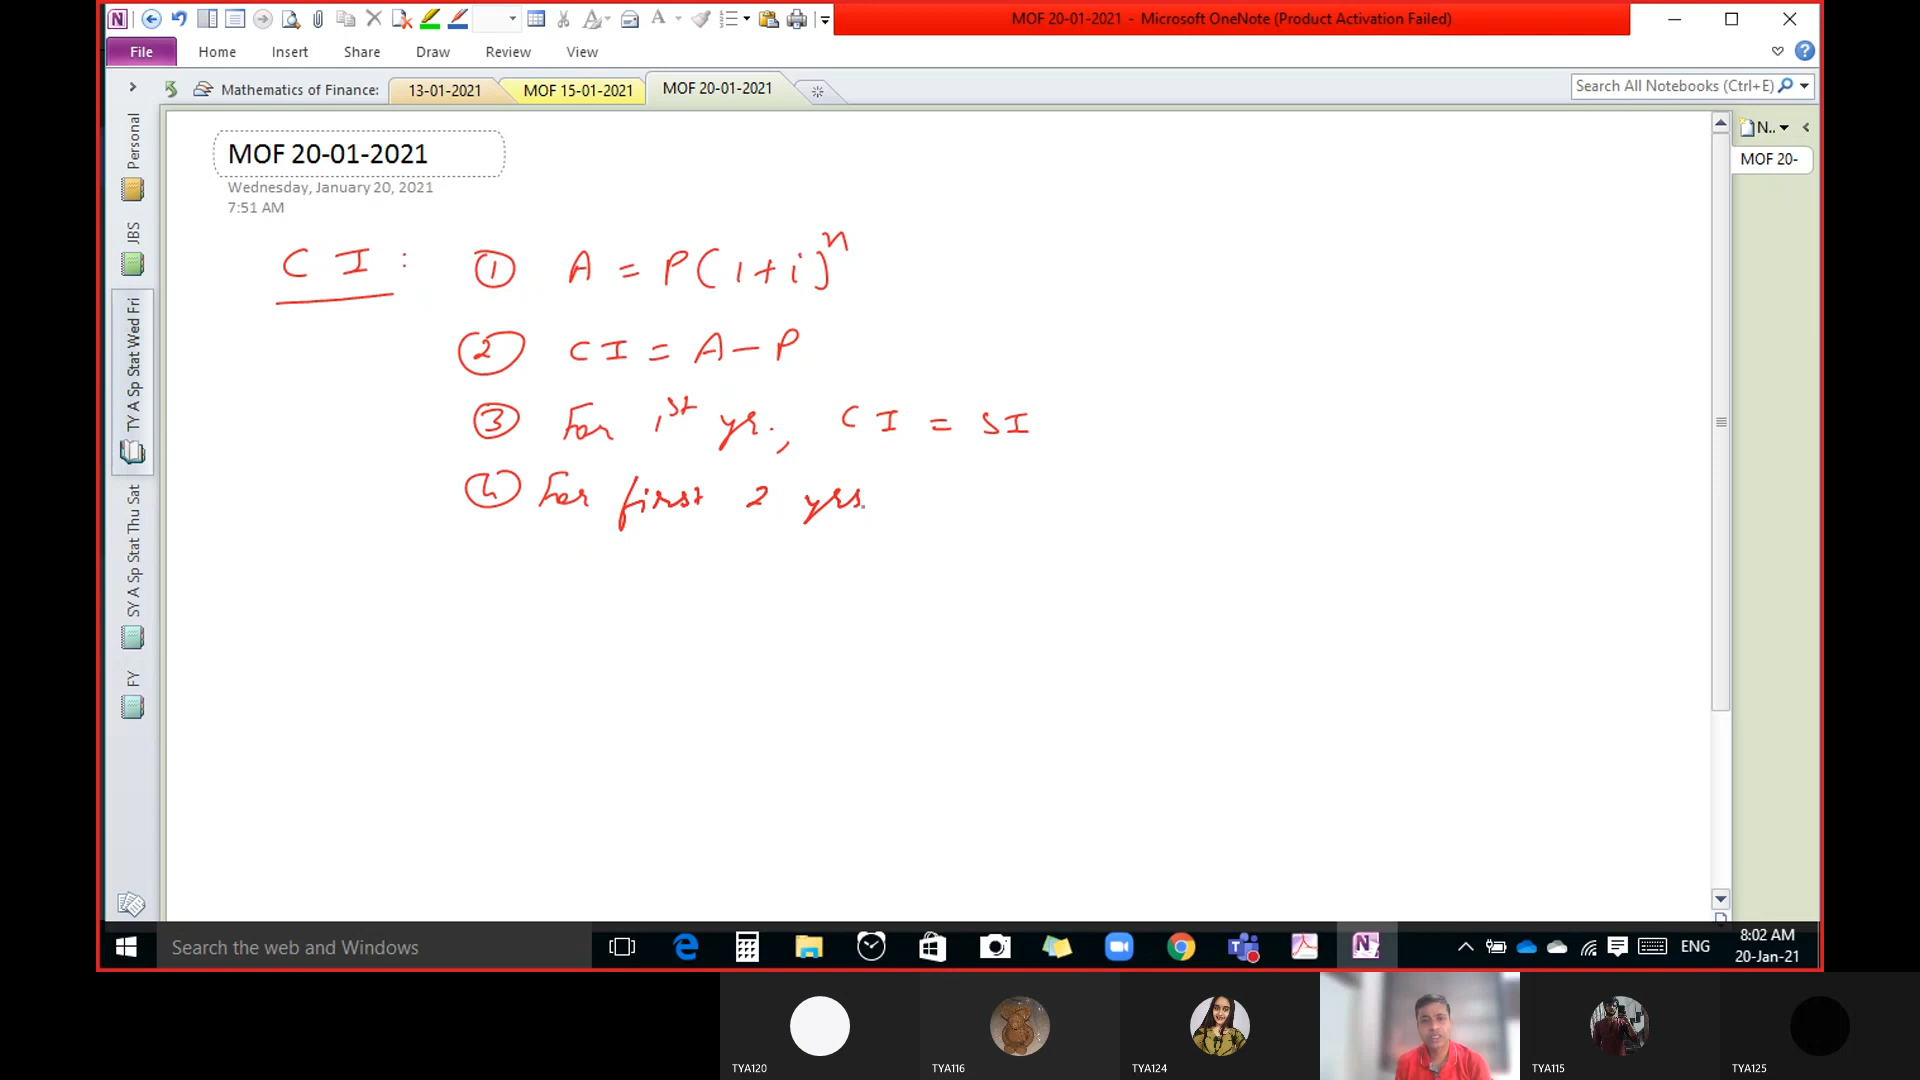 MOF 20-01-2021 - Microsoft OneNote (Product Activation Failed)
File Home Insert Share Draw Review View
Mathematics of Finance: 13-01-2021 MOF 15-01-2021 MOF 20-01-2021 Search All Notebooks (Ctrl+E)
N..
MOF 20-
Personal
JBS
TY A Sp Stat Wed Fri
SY A Sp Stat Thu Sat
FY
MOF 20-01-2021
Wednesday, January 20, 2021
7:51 AM
CI : ① A = P(1+i)^n
② CI = A - P
③ For 1st yr., CI = SI
④ For first 2 yrs.
Search the web and Windows
ENG
8:02 AM
20-Jan-21
TYA120 TYA116 TYA124 TYA115 TYA125